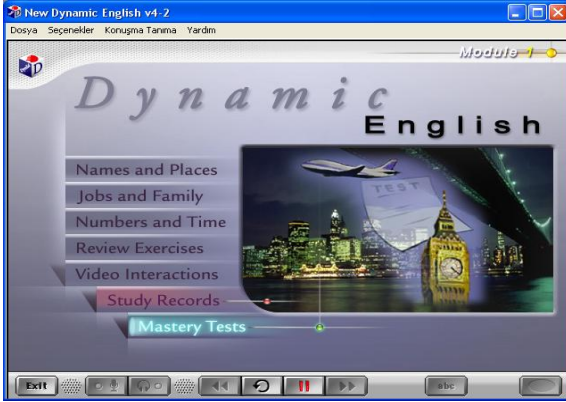 New Dynamic English v4-2
Dosya Seçenekler Konuşma Tanıma Yardım
Module 1
Dynamic
English
Names and Places
Jobs and Family
Numbers and Time
Review Exercises
Video Interactions
Study Records
Mastery Tests
TEST
Exit
abc